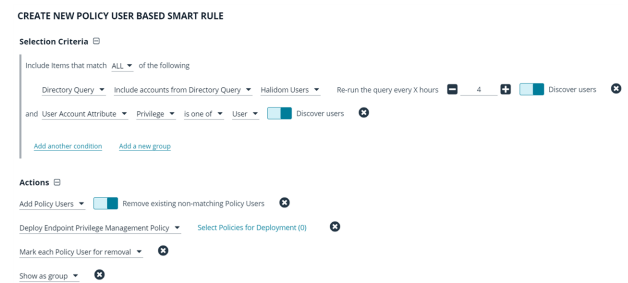 CREATE NEW POLICY USER BASED SMART RULE
Selection Criteria
Include Items that match ALL of the following
Directory Query Include accounts from Directory Query Halidom Users Re-run the query every X hours 4 Discover users
and User Account Attribute Privilege is one of User Discover users
Add another condition Add a new group
Actions
Add Policy Users Remove existing non-matching Policy Users
Deploy Endpoint Privilege Management Policy Select Policies for Deployment (0)
Mark each Policy User for removal
Show as group